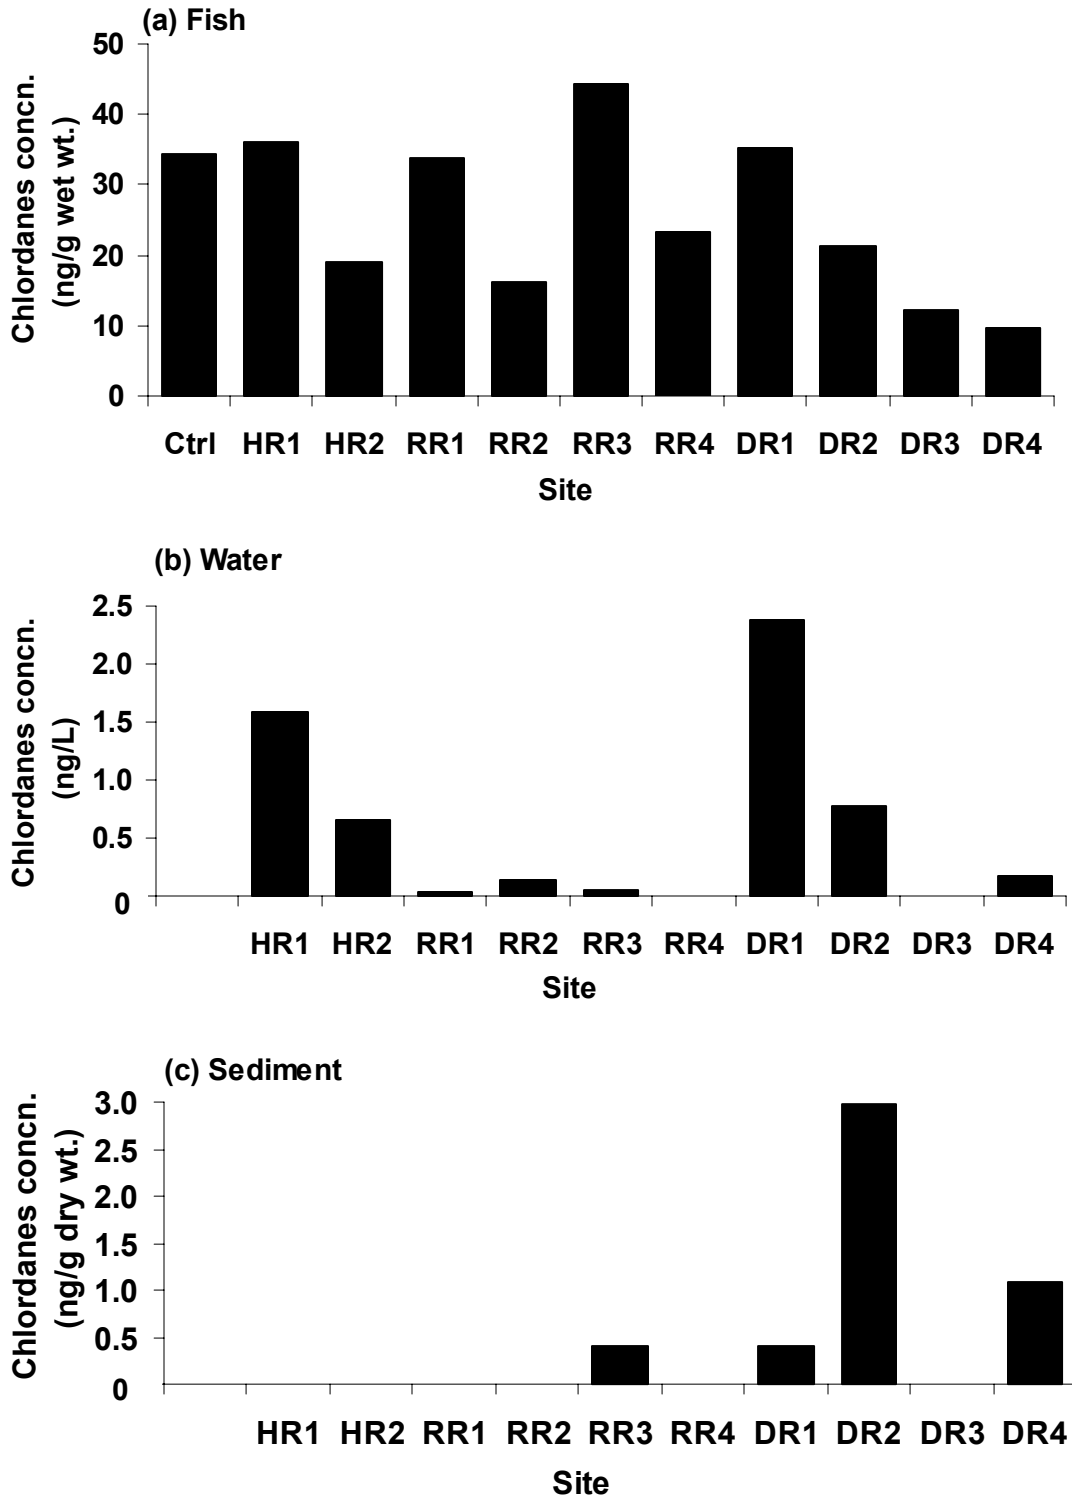 (a) Fish
Chlordanes concn.
(ng/g wet wt.)
50
40
30
20
10
0
Ctrl HR1 HR2 RR1 RR2 RR3 RR4 DR1 DR2 DR3 DR4
Site
(b) Water
Chlordanes concn.
(ng/L)
2.5
2.0
1.5
1.0
0.5
0
HR1 HR2 RR1 RR2 RR3 RR4 DR1 DR2 DR3 DR4
Site
(c) Sediment
Chlordanes concn.
(ng/g dry wt.)
3.0
2.5
2.0
1.5
1.0
0.5
0
HR1 HR2 RR1 RR2 RR3 RR4 DR1 DR2 DR3 DR4
Site